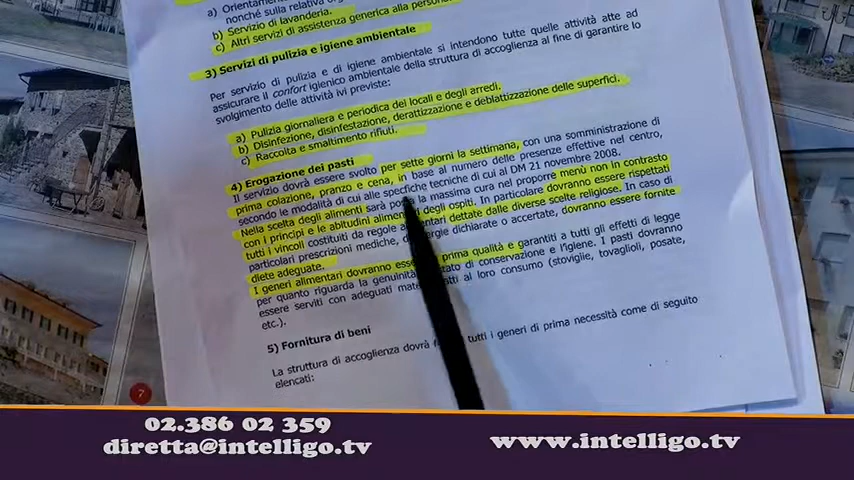 a) Orientamento
nonché sulla relativa
b) Servizio di lavanderia.
c) Altri servizi di assistenza generica alla persona
3) Servizi di pulizia e igiene ambientale
Per servizio di pulizia e di igiene ambientale si intendono tutte quelle attività atte ad
assicurare il confort igienico ambientale della struttura di accoglienza al fine di garantire lo
svolgimento delle attività ivi previste:
a) Pulizia giornaliera e periodica dei locali e degli arredi.
b) Disinfezione, disinfestazione, derattizzazione e deblattizzazione delle superfici.
c) Raccolta e smaltimento rifiuti.
4) Erogazione dei pasti
Il servizio dovrà essere svolto per sette giorni la settimana, con una somministrazione di
prima colazione, pranzo e cena, in base al numero delle presenze effettive nel centro,
secondo le modalità di cui alle specifiche tecniche di cui al DM 21 novembre 2008.
Nella scelta degli alimenti sarà la massima cura nel proporre menù non in contrasto
con i principi e le abitudini degli ospiti. In particolare dovranno essere rispettati
tutti i vincoli costituiti da regole dettate dalle diverse scelte religiose. In caso di
particolari prescrizioni mediche, dichiarate o accertate, dovranno essere fornite
diete adeguate.
I generi alimentari dovranno prima qualità e garantiti a tutti gli effetti di legge
per quanto riguarda la genuinità, di conservazione e l'igiene. I pasti dovranno
essere serviti con adeguati al loro consumo (stoviglie, tovaglioli, posate,
etc.).
5) Fornitura di beni
La struttura di accoglienza dovrà tutti i generi di prima necessità come di seguito
elencati:
7
02.386 02 359
diretta@intelligo.tv
www.intelligo.tv